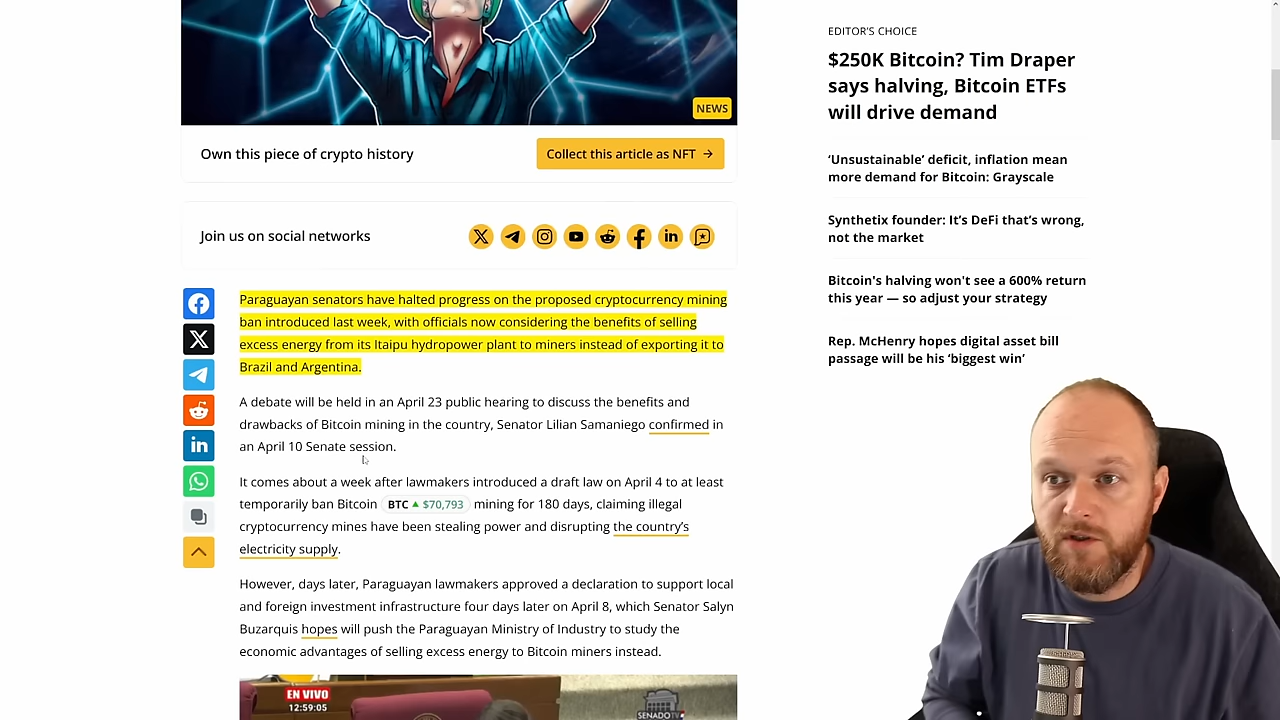 NEWS
Own this piece of crypto history
Collect this article as NFT →
Join us on social networks
Paraguayan senators have halted progress on the proposed cryptocurrency mining
ban introduced last week, with officials now considering the benefits of selling
excess energy from its Itaipu hydropower plant to miners instead of exporting it to
Brazil and Argentina.
A debate will be held in an April 23 public hearing to discuss the benefits and
drawbacks of Bitcoin mining in the country, Senator Lilian Samaniego confirmed in
an April 10 Senate session.
It comes about a week after lawmakers introduced a draft law on April 4 to at least
temporarily ban Bitcoin BTC ▲ $70,793 mining for 180 days, claiming illegal
cryptocurrency mines have been stealing power and disrupting the country's
electricity supply.
However, days later, Paraguayan lawmakers approved a declaration to support local
and foreign investment infrastructure four days later on April 8, which Senator Salyn
Buzarquis hopes will push the Paraguayan Ministry of Industry to study the
economic advantages of selling excess energy to Bitcoin miners instead.
EN VIVO
12:59:05
SENADOTV
EDITOR'S CHOICE
$250K Bitcoin? Tim Draper
says halving, Bitcoin ETFs
will drive demand
‘Unsustainable’ deficit, inflation mean
more demand for Bitcoin: Grayscale
Synthetix founder: It’s DeFi that’s wrong,
not the market
Bitcoin's halving won't see a 600% return
this year — so adjust your strategy
Rep. McHenry hopes digital asset bill
passage will be his ‘biggest win’